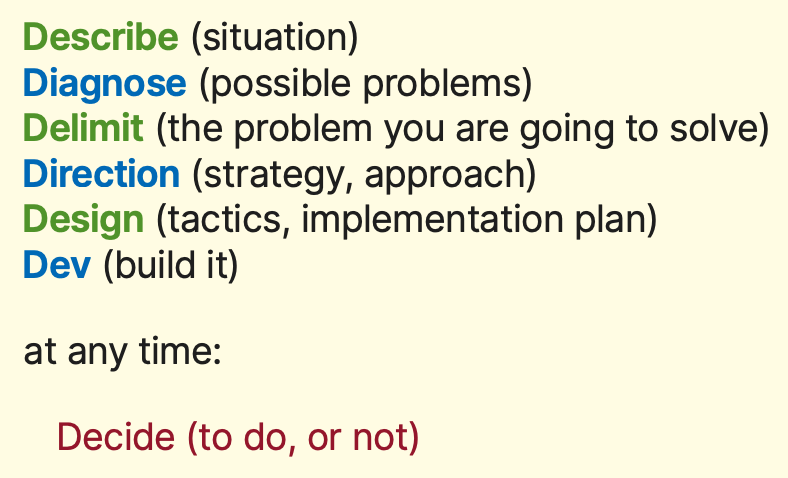 Describe (situation)
Diagnose (possible problems)
Delimit (the problem you are going to solve)
Direction (strategy, approach)
Design (tactics, implementation plan)
Dev (build it)
at any time:
Decide (to do, or not)